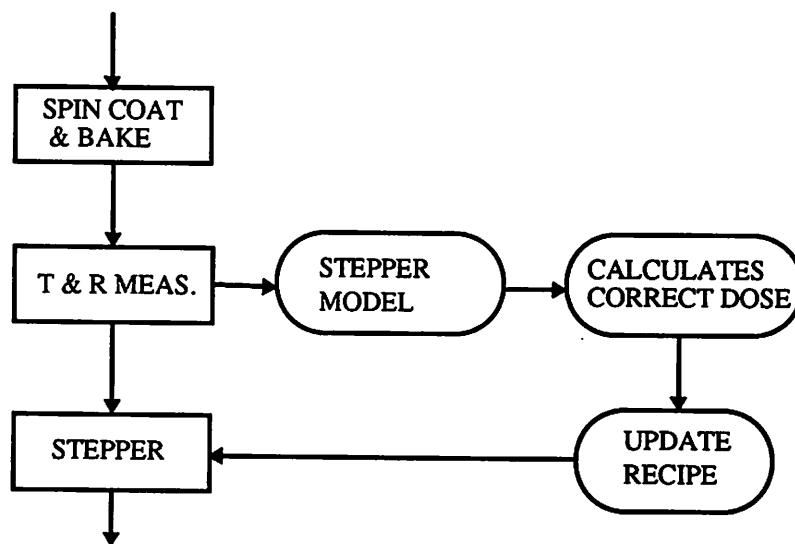 SPIN COAT
& BAKE
T & R MEAS.
STEPPER
MODEL
CALCULATES
CORRECT DOSE
STEPPER
UPDATE
RECIPE